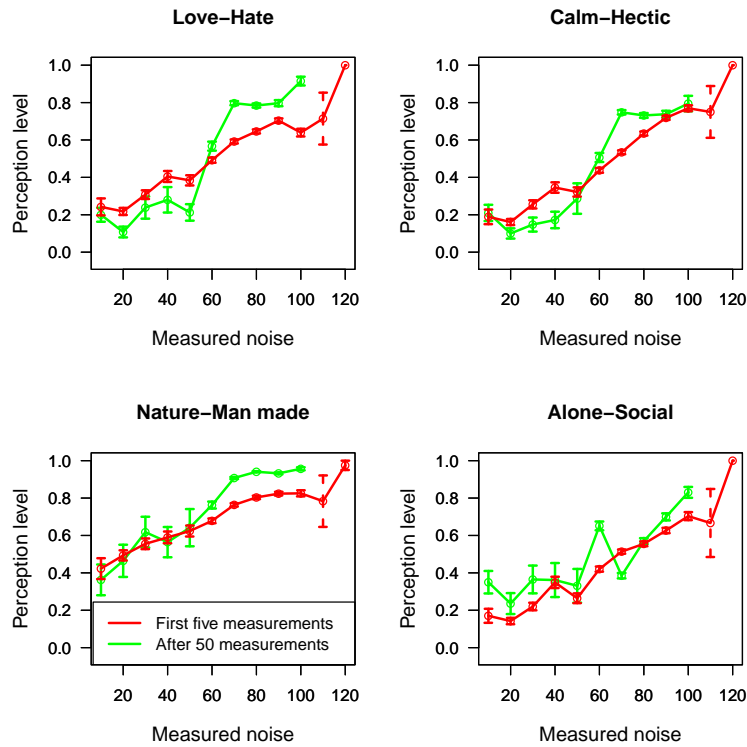 Love−Hate
Perception level
0.0 0.2 0.4 0.6 0.8 1.0
20 40 60 80 100 120
Measured noise
Calm−Hectic
Perception level
0.0 0.2 0.4 0.6 0.8 1.0
20 40 60 80 100 120
Measured noise
Nature−Man made
Perception level
0.0 0.2 0.4 0.6 0.8 1.0
First five measurements
After 50 measurements
20 40 60 80 100 120
Measured noise
Alone−Social
Perception level
0.0 0.2 0.4 0.6 0.8 1.0
20 40 60 80 100 120
Measured noise